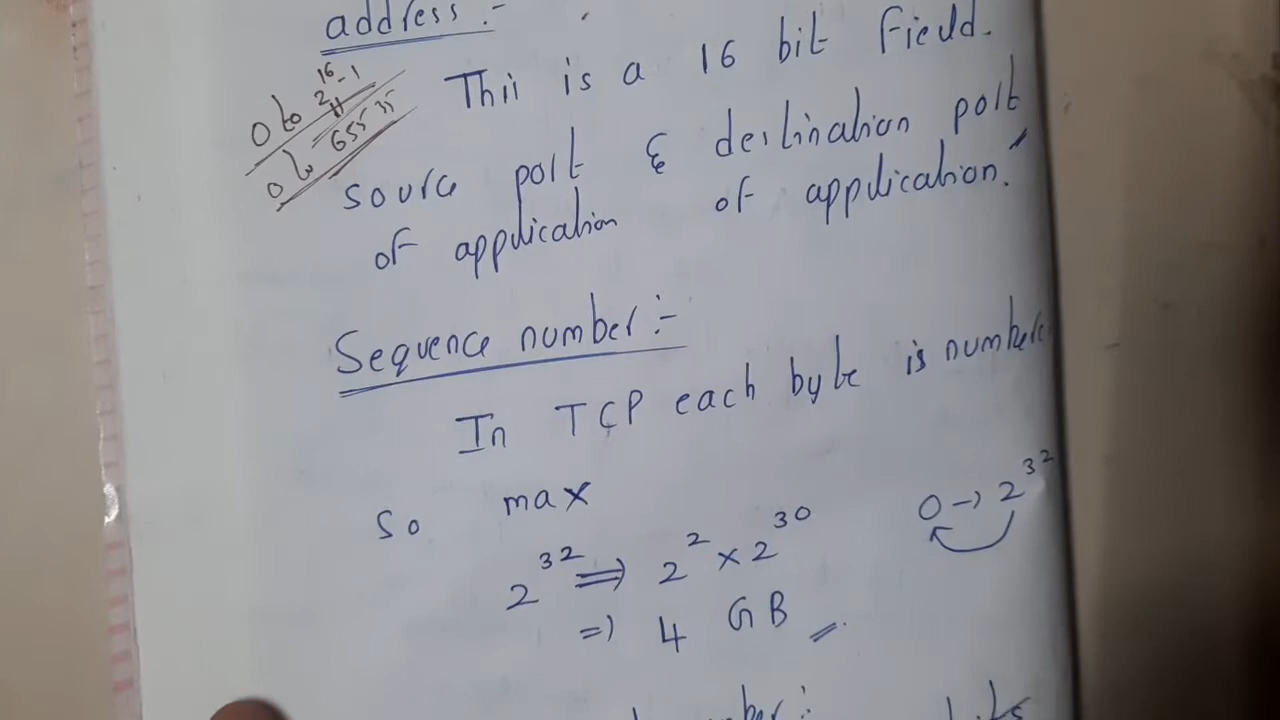 address :-
0 to 2^16-1
0 to 65535
This is a 16 bit field.
source port & destination port
of application of application.
Sequence number :-
In TCP each byte is number
So max
2^32 => 2^2 x 2^30
0 -> 2^32
=> 4 GB